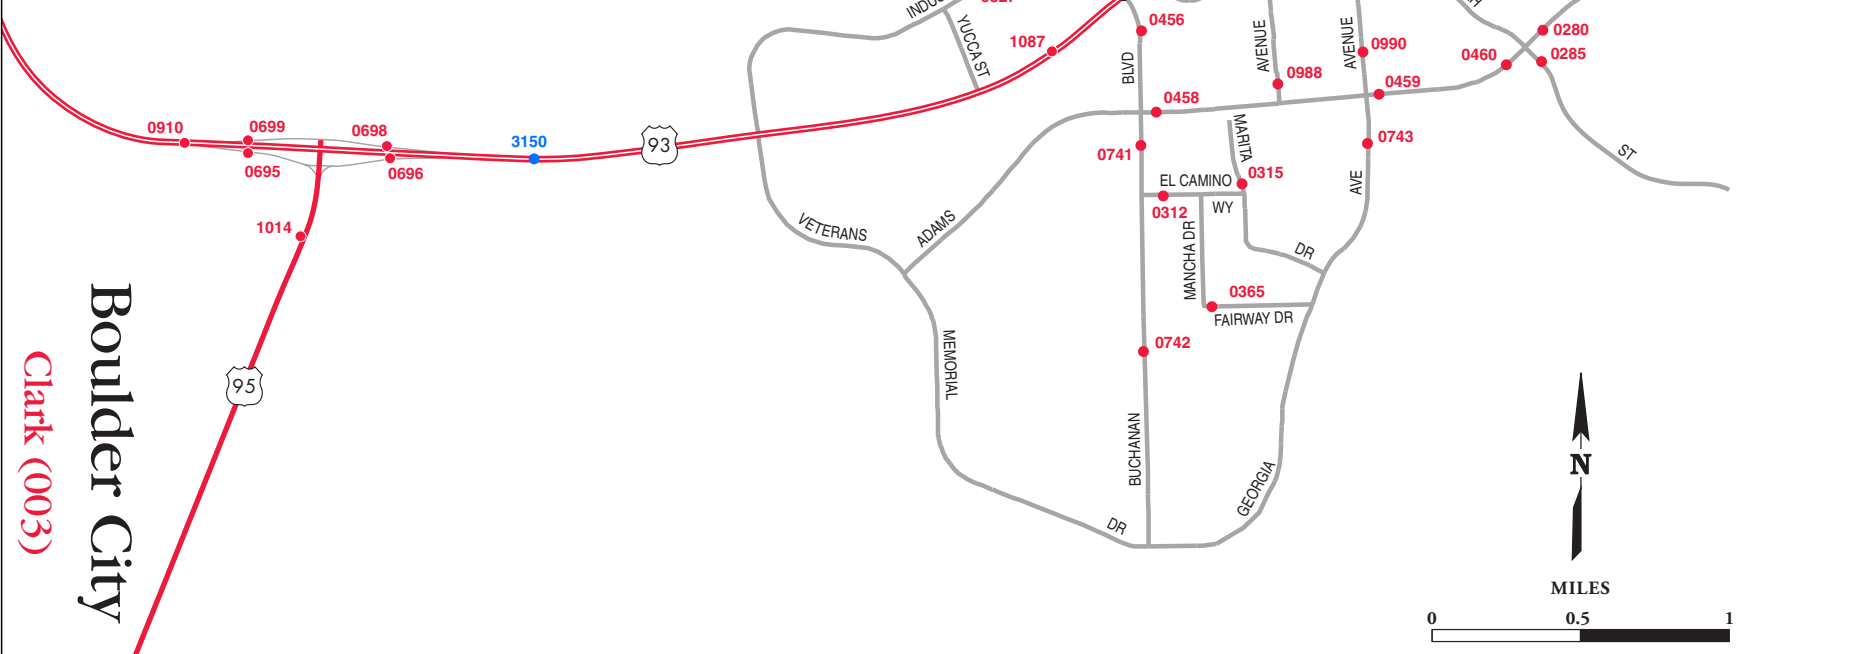 INDUS
YUCCA ST
1087
0456
BLVD
AVENUE
0988
AVENUE
0990
0459
0460
0280
0285
ST
0458
0910
0699
0698
0695
0696
3150
93
1014
95
0741
MARITA
0315
EL CAMINO
WY
0312
0743
AVE
VETERANS
ADAMS
MANCHA DR
DR
0365
FAIRWAY DR
0742
MEMORIAL
BUCHANAN
GEORGIA
DR
Boulder City
Clark (003)
N
MILES
0 0.5 1